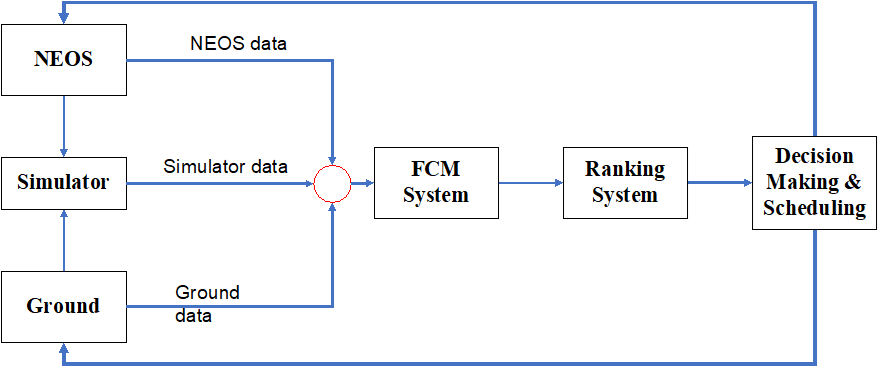 NEOS data
NEOS
Simulator data
Simulator
FCM
System
Ranking
System
Decision
Making &
Scheduling
Ground
data
Ground